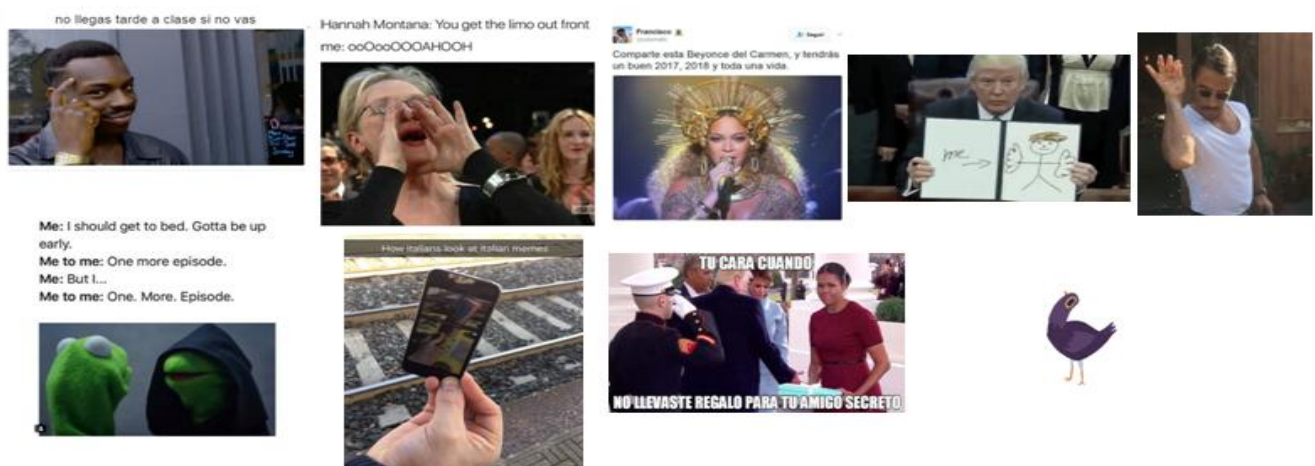 no llegas tarde a clase si no vas
Hannah Montana: You get the limo out front
me: ooOooOOOAHOOH
Francisco
Seguir
Comparte esta Beyonce del Carmen, y tendrás
un buen 2017, 2018 y toda una vida.
me
Me: I should get to bed. Gotta be up
early.
Me to me: One more episode.
Me: But I...
Me to me: One. More. Episode.
How italians look at italian memes
TU CARA CUANDO
NO LLEVASTE REGALO PARA TU AMIGO SECRETO